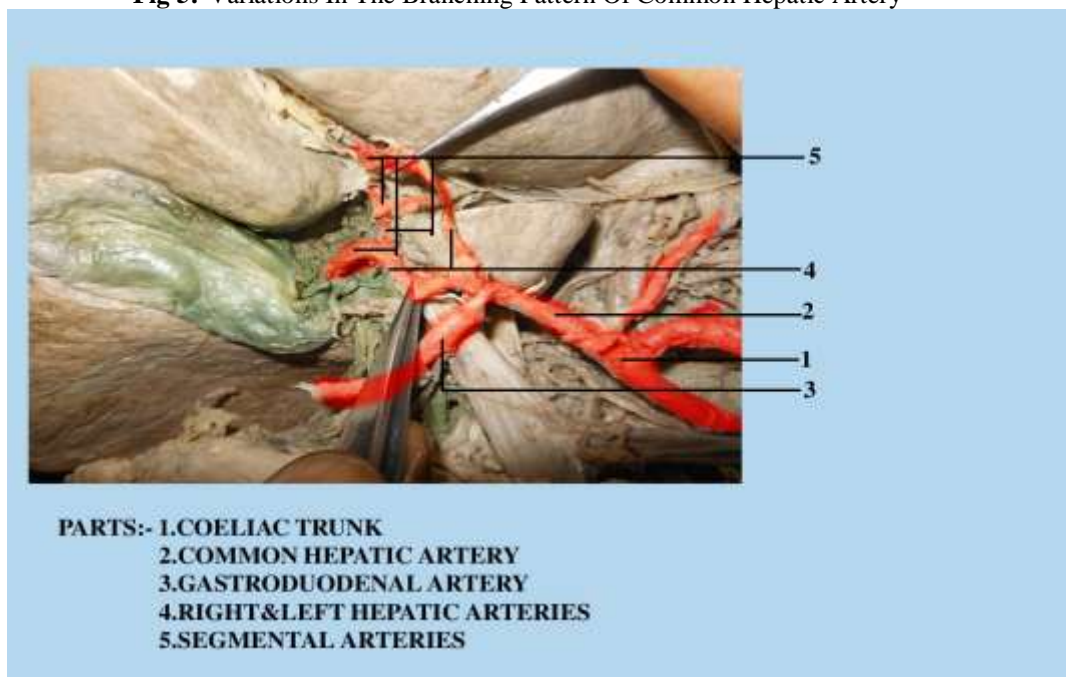 Fig 3: Variations In The Branching Pattern Of Common Hepatic Artery
5
4
2
1
3
PARTS:- 1.COELIAC TRUNK
2.COMMON HEPATIC ARTERY
3.GASTRODUODENAL ARTERY
4.RIGHT&LEFT HEPATIC ARTERIES
5.SEGMENTAL ARTERIES